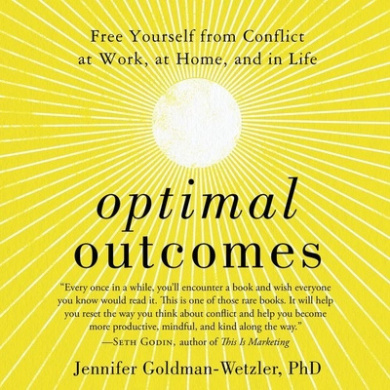 Free Yourself from Conflict
at Work, at Home, and in Life
optimal
outcomes
“Every once in a while, you’ll encounter a book and wish everyone
you know would read it. This is one of those rare books. It will help
you reset the way you think about conflict and help you become
more productive, mindful, and kind along the way.”
—Seth Godin, author of This Is Marketing
Jennifer Goldman-Wetzler, PhD